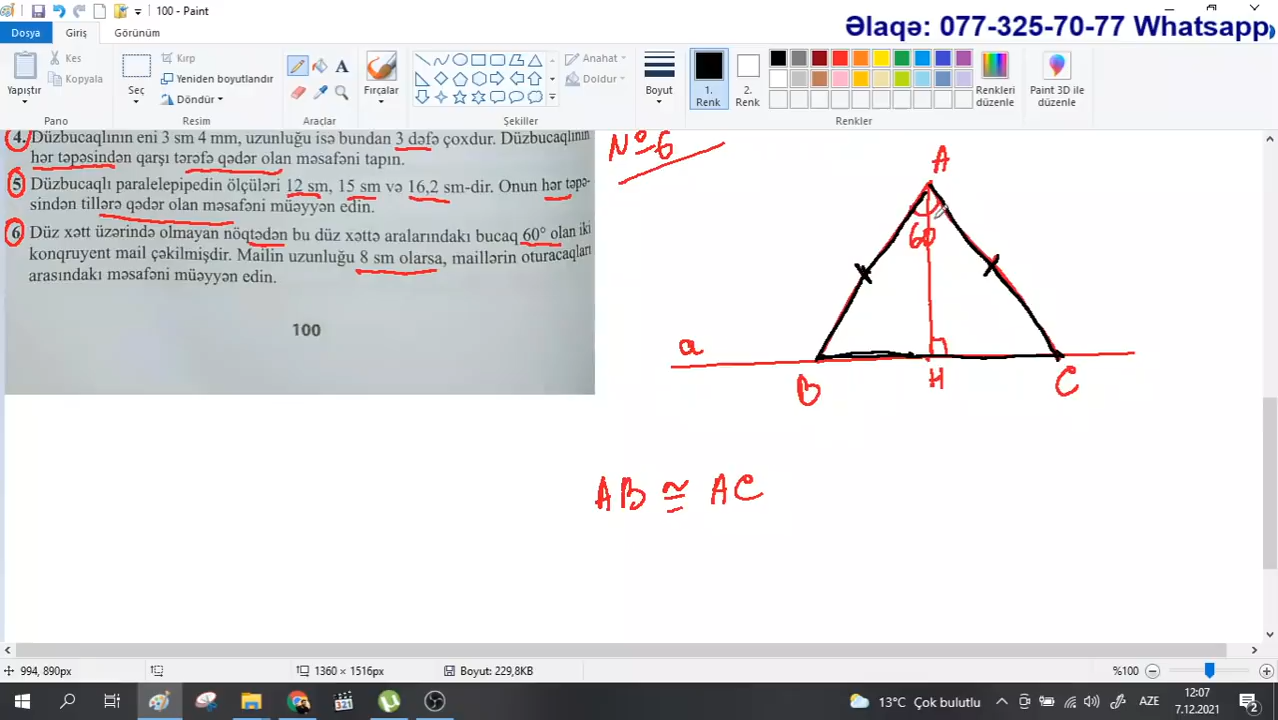 100 - Paint
Əlaqə: 077-325-70-77 Whatsapp
Dosya Giriş Görünüm
Yapıştır
Kes
Kopyala
Pano
Seç
Kırp
Yeniden boyutlandır
Döndür
Resim
A
Araçlar
Fırçalar
Anahat
Doldur
Şekiller
Boyut
1. Renk
2. Renk
Renkleri düzenle
Paint 3D ile düzenle
Renkler
4. Düzbucaqlının eni 3 sm 4 mm, uzunluğu isə bundan 3 dəfə çoxdur. Düzbucaqlının
hər təpəsindən qarşı tərəfə qədər olan məsafəni tapın.
5 Düzbucaqlı paralelepipedin ölçüləri 12 sm, 15 sm və 16,2 sm-dir. Onun hər təpə-
sindən tillərə qədər olan məsafəni müəyyən edin.
6 Düz xətt üzərində olmayan nöqtədən bu düz xəttə aralarındakı bucaq 60° olan iki
konqruyent mail çəkilmişdir. Mailin uzunluğu 8 sm olarsa, maillərin oturacaqları
arasındakı məsafəni müəyyən edin.
100
№6
A
60
a
B
H
C
AB ≅ AC
994, 890px
1360 × 1516px
Boyut: 229,8KB
%100
13°C Çok bulutlu
AZE
12:07
7.12.2021
2